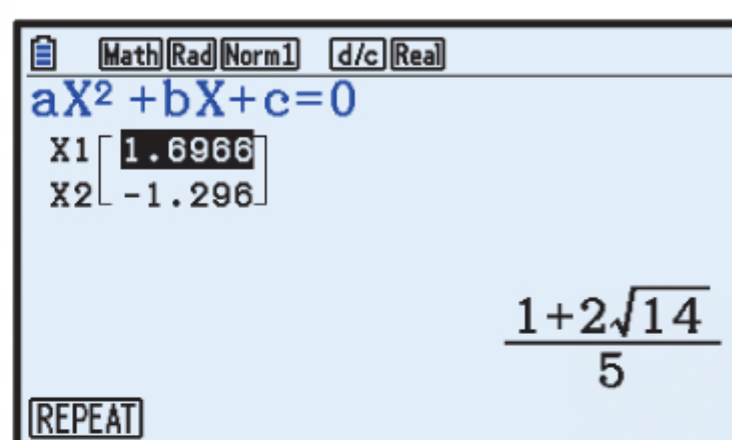 Math Rad Norm1 d/c Real
aX² +bX+c=0
X1 1.6966
X2 -1.296
1+2√14
5
REPEAT